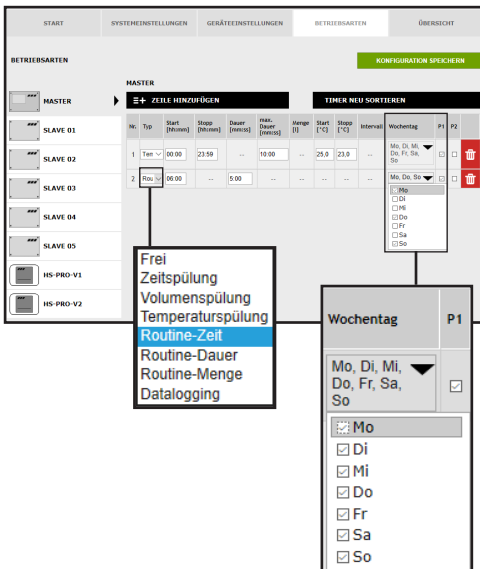 START SYSTEMEINSTELLUNGEN GERÄTEEINSTELLUNGEN BETRIEBSARTEN ÜBERSICHT
BETRIEBSARTEN
KONFIGURATION SPEICHERN
MASTER
MASTER
SLAVE 01
SLAVE 02
SLAVE 03
SLAVE 04
SLAVE 05
HS-PRO-V1
HS-PRO-V2
ZEILE HINZUFÜGEN TIMER NEU SORTIEREN
Nr. Typ Start [hh:mm] Stopp [hh:mm] Dauer [mm:ss] max. Dauer [mm:ss] Menge [l] Start [°C] Stopp [°C] Intervall Wochentag P1 P2
1 Ten 00:00 23:59 -- 10:00 -- 25,0 23,0 -- Mo, Di, Mi, Do, Fr, Sa, So
2 Rou 06:00 -- 5:00 -- -- -- -- -- Mo, Do, So
Mo
Di
Mi
Do
Fr
Sa
So
Frei
Zeitspülung
Volumenspülung
Temperaturspülung
Routine-Zeit
Routine-Dauer
Routine-Menge
Datalogging
Wochentag P1
Mo, Di, Mi,
Do, Fr, Sa,
So
Mo
Di
Mi
Do
Fr
Sa
So